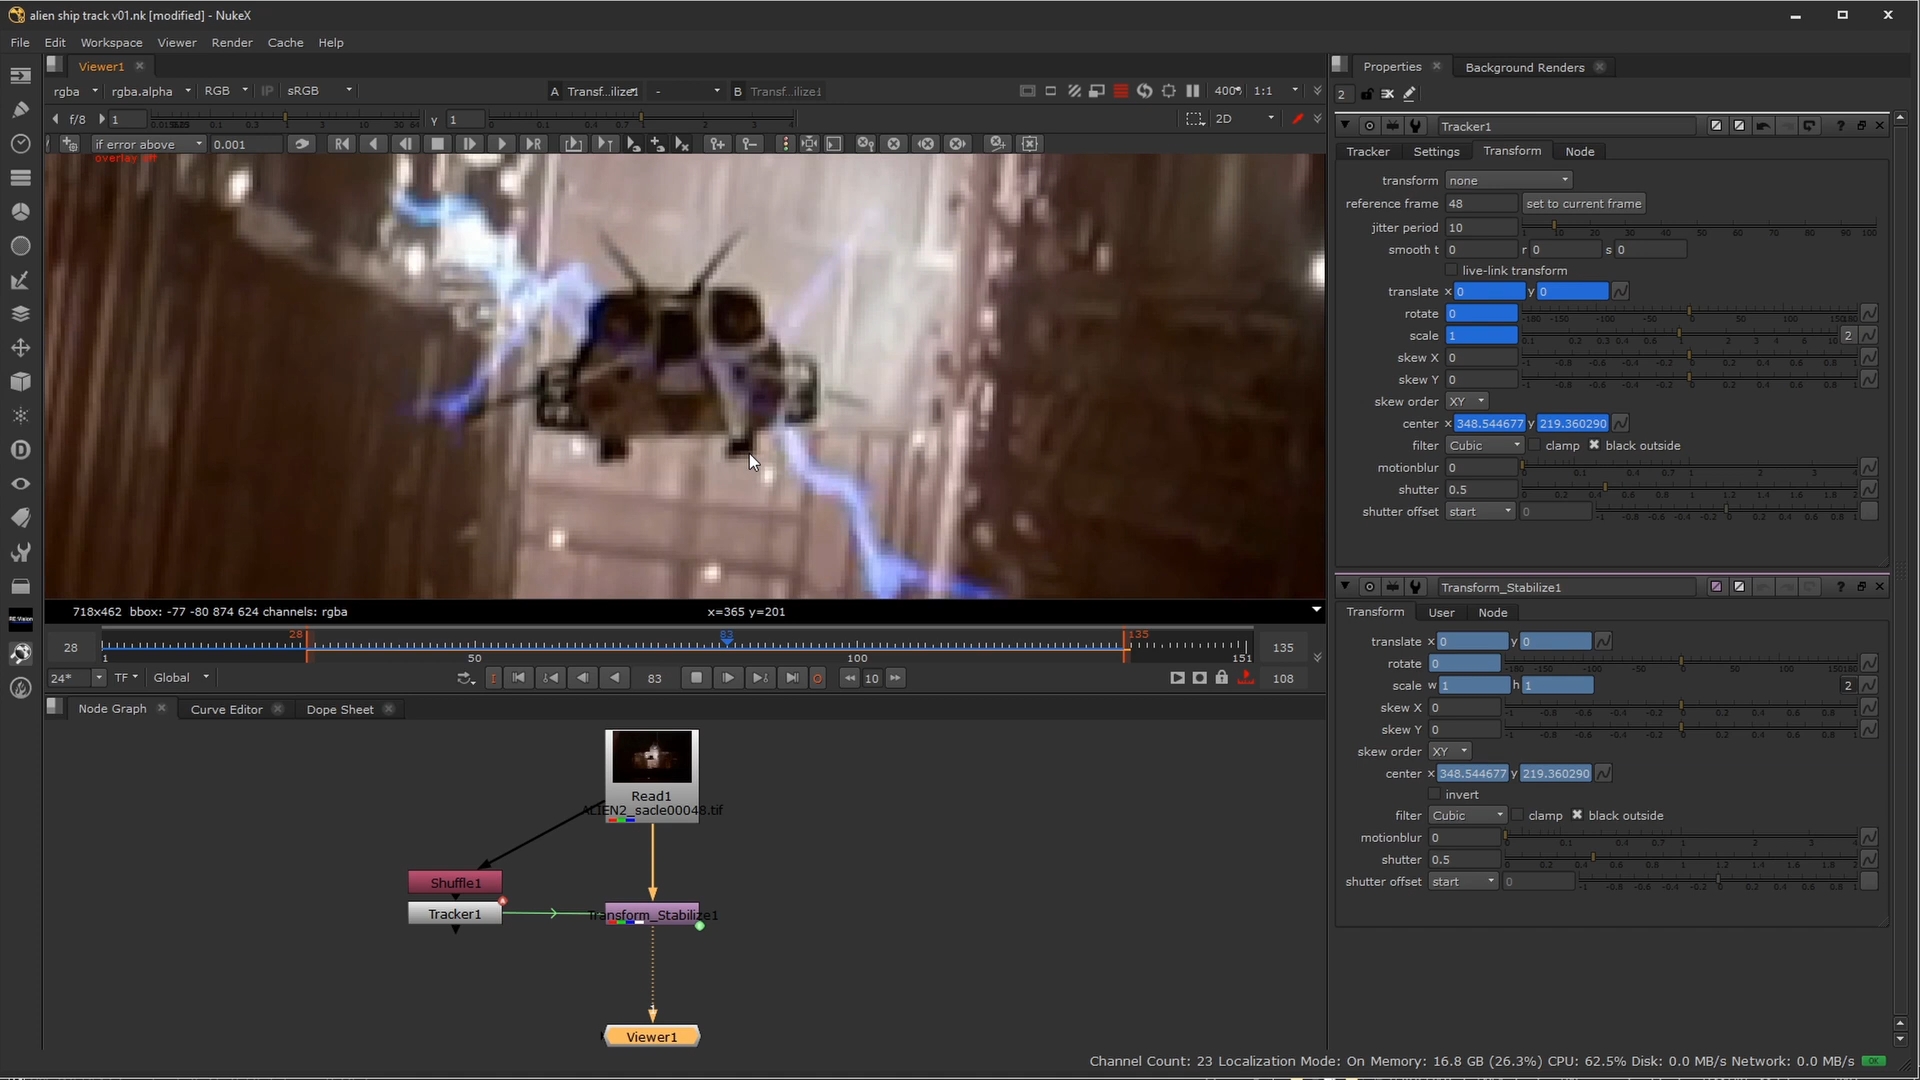 alien ship track v01.nk [modified] - NukeX
File Edit Workspace Viewer Render Cache Help
Viewer1
rgba rgba.alpha RGB IP sRGB A Transf...ilize1 - B Transf...ilize1 400% 1:1
f/8 1 Y 1 2D
if error above 0.001
overlay off
718x462 bbox: -77 -80 874 624 channels: rgba x=365 y=201
28 28 83 135 135
1 50 100 151
24* TF Global 83 10 108
Node Graph Curve Editor Dope Sheet
Read1
ALIEN2_sacle00048.tif
Shuffle1
Tracker1
Transform_Stabilize1
Viewer1
Properties Background Renders
2
Tracker1
Tracker Settings Transform Node
transform none
reference frame 48 set to current frame
jitter period 10
smooth t 0 r 0 s 0
live-link transform
translate x 0 y 0
rotate 0
scale 1 2
skew X 0
skew Y 0
skew order XY
center x 348.544677 y 219.360290
filter Cubic clamp black outside
motionblur 0
shutter 0.5
shutter offset start 0
Transform_Stabilize1
Transform User Node
translate x 0 y 0
rotate 0
scale w 1 h 1 2
skew X 0
skew Y 0
skew order XY
center x 348.544677 y 219.360290
invert
filter Cubic clamp black outside
motionblur 0
shutter 0.5
shutter offset start 0
Channel Count: 23 Localization Mode: On Memory: 16.8 GB (26.3%) CPU: 62.5% Disk: 0.0 MB/s Network: 0.0 MB/s OK